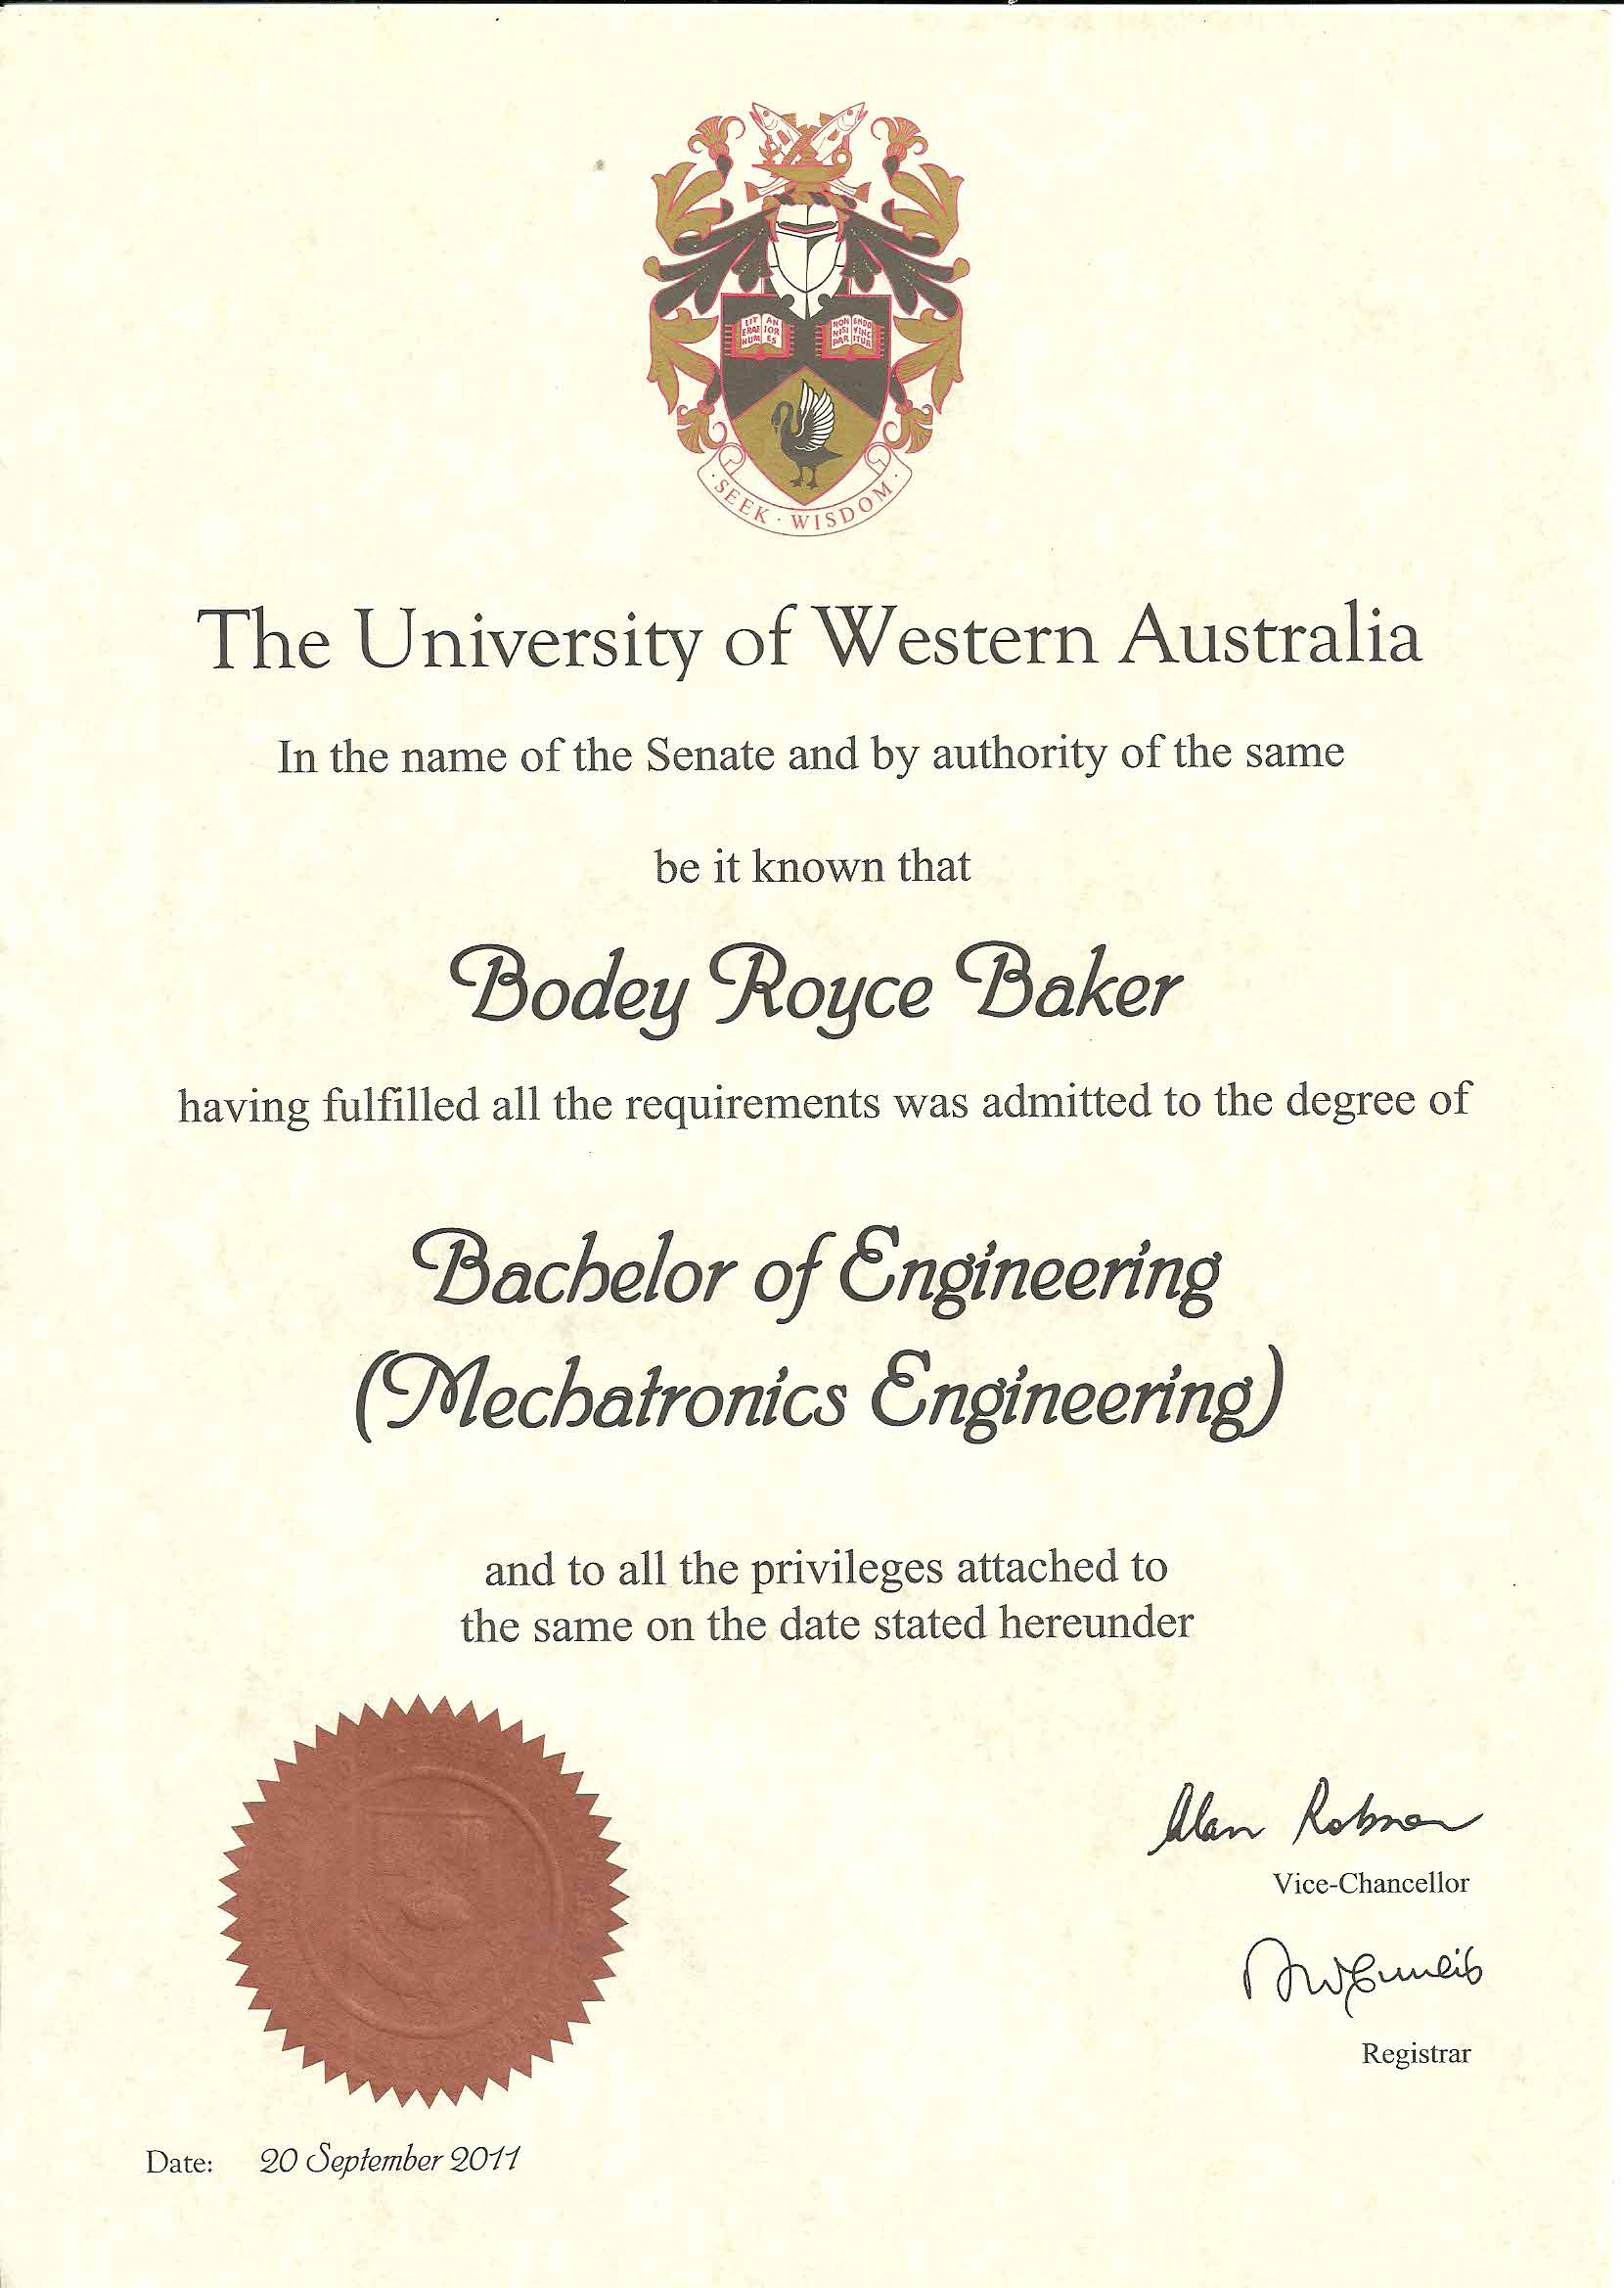 LIT ERAE HUM
AN IOR ES
NON NISI PAR
ENDO VINC ITUR
· SEEK · WISDOM ·
The University of Western Australia
In the name of the Senate and by authority of the same
be it known that
Bodey Royce Baker
having fulfilled all the requirements was admitted to the degree of
Bachelor of Engineering
(Mechatronics Engineering)
and to all the privileges attached to
the same on the date stated hereunder
Alan Robson
Vice-Chancellor
Registrar
Date: 20 September 2011